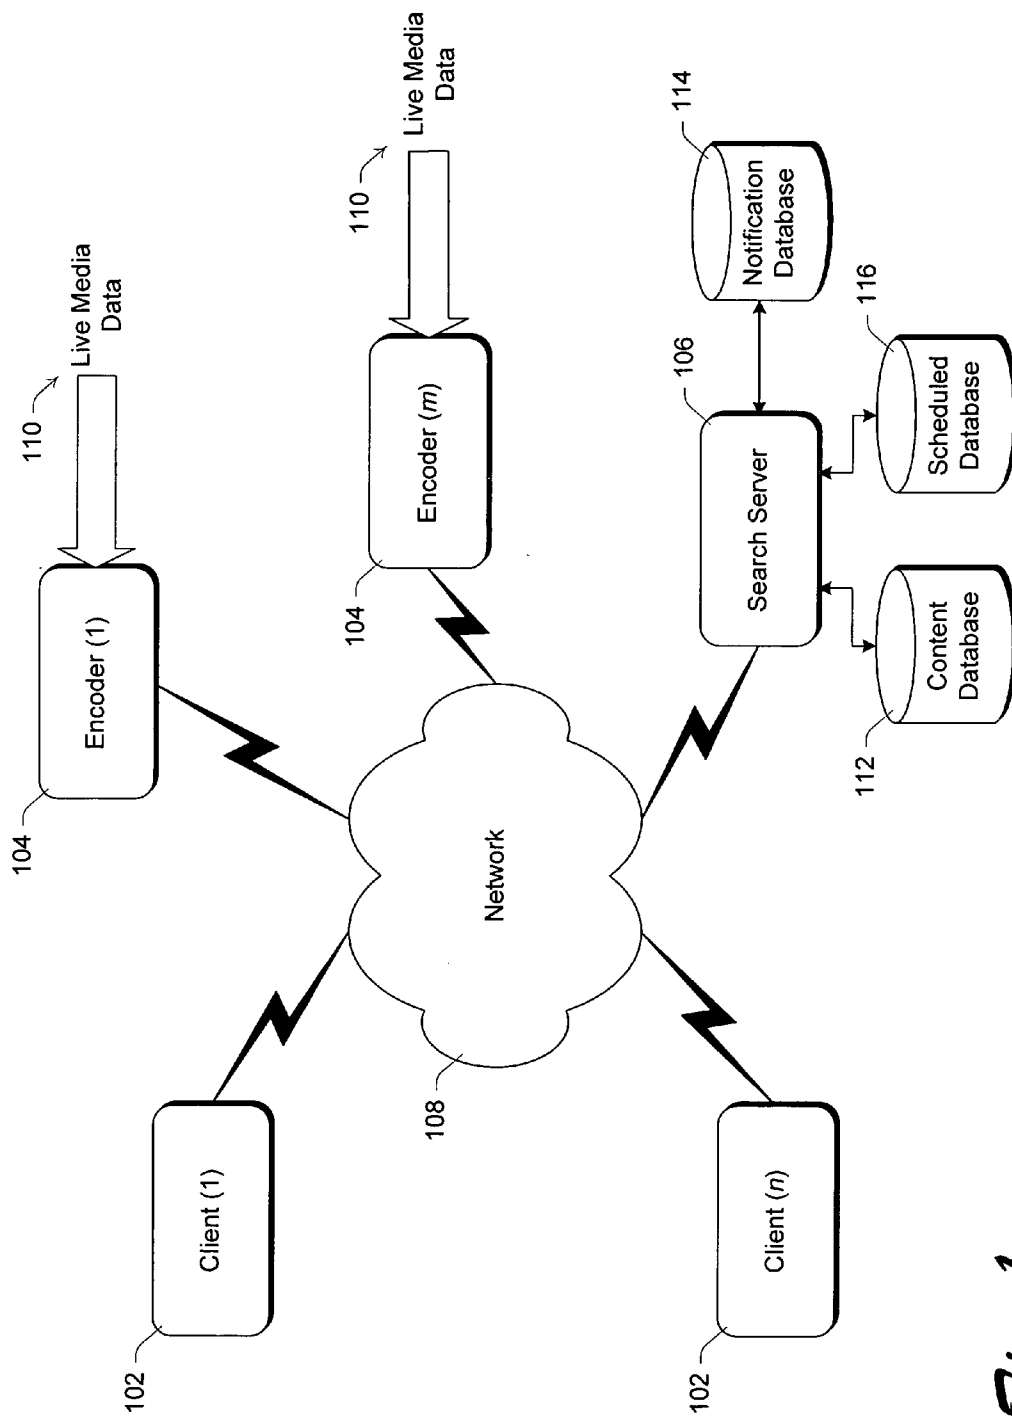 104
110
Live Media
Data
Encoder (1)
102
Client (1)
104
110
Live Media
Data
Encoder (m)
108
Network
102
106
114
Client (n)
Search Server
Notification
Database
112
116
Content
Database
Scheduled
Database